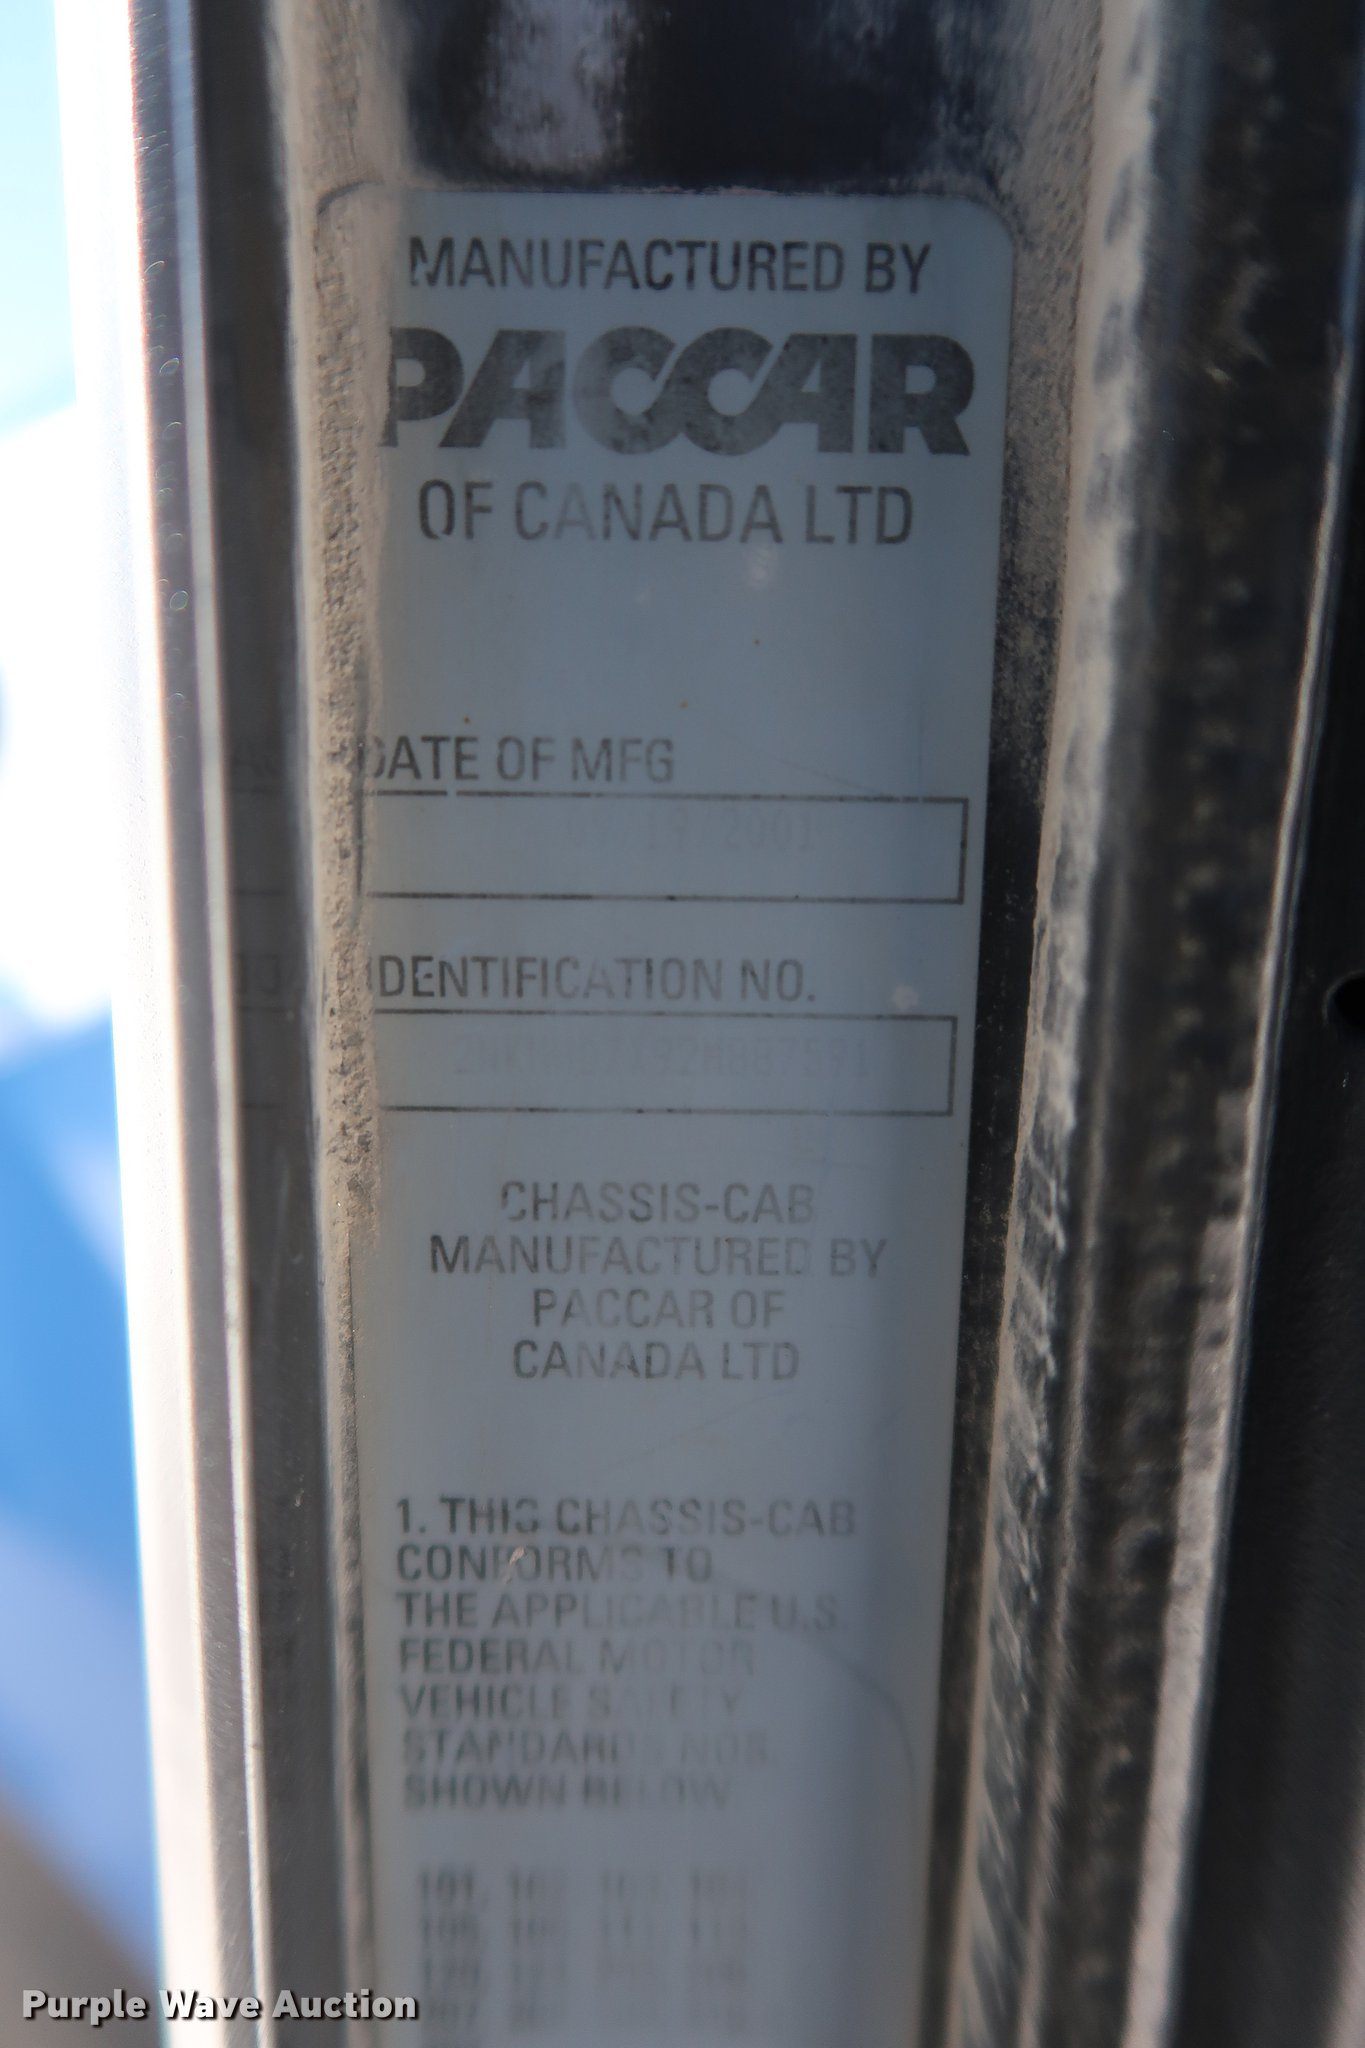 MANUFACTURED BY
PACCAR
OF CANADA LTD
DATE OF MFG
IDENTIFICATION NO.
CHASSIS-CAB
MANUFACTURED BY
PACCAR OF
CANADA LTD
1. THIS CHASSIS-CAB
CONFORMS TO
THE APPLICABLE U.S.
FEDERAL MOTOR
VEHICLE SAFETY
STANDARDS NOS.
SHOWN BELOW
101,
Purple Wave Auction